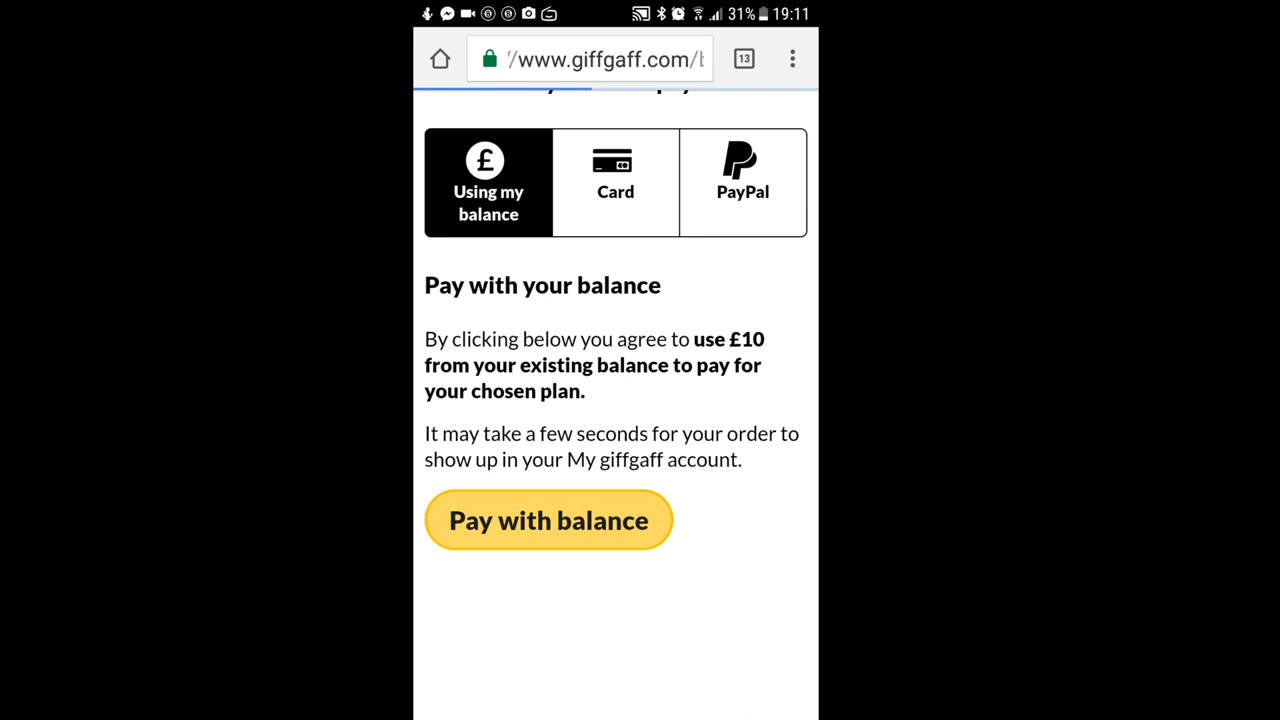 31% 19:11
//www.giffgaff.com/
13
£
Using my
balance
Card
PayPal
Pay with your balance
By clicking below you agree to use £10
from your existing balance to pay for
your chosen plan.
It may take a few seconds for your order to
show up in your My giffgaff account.
Pay with balance